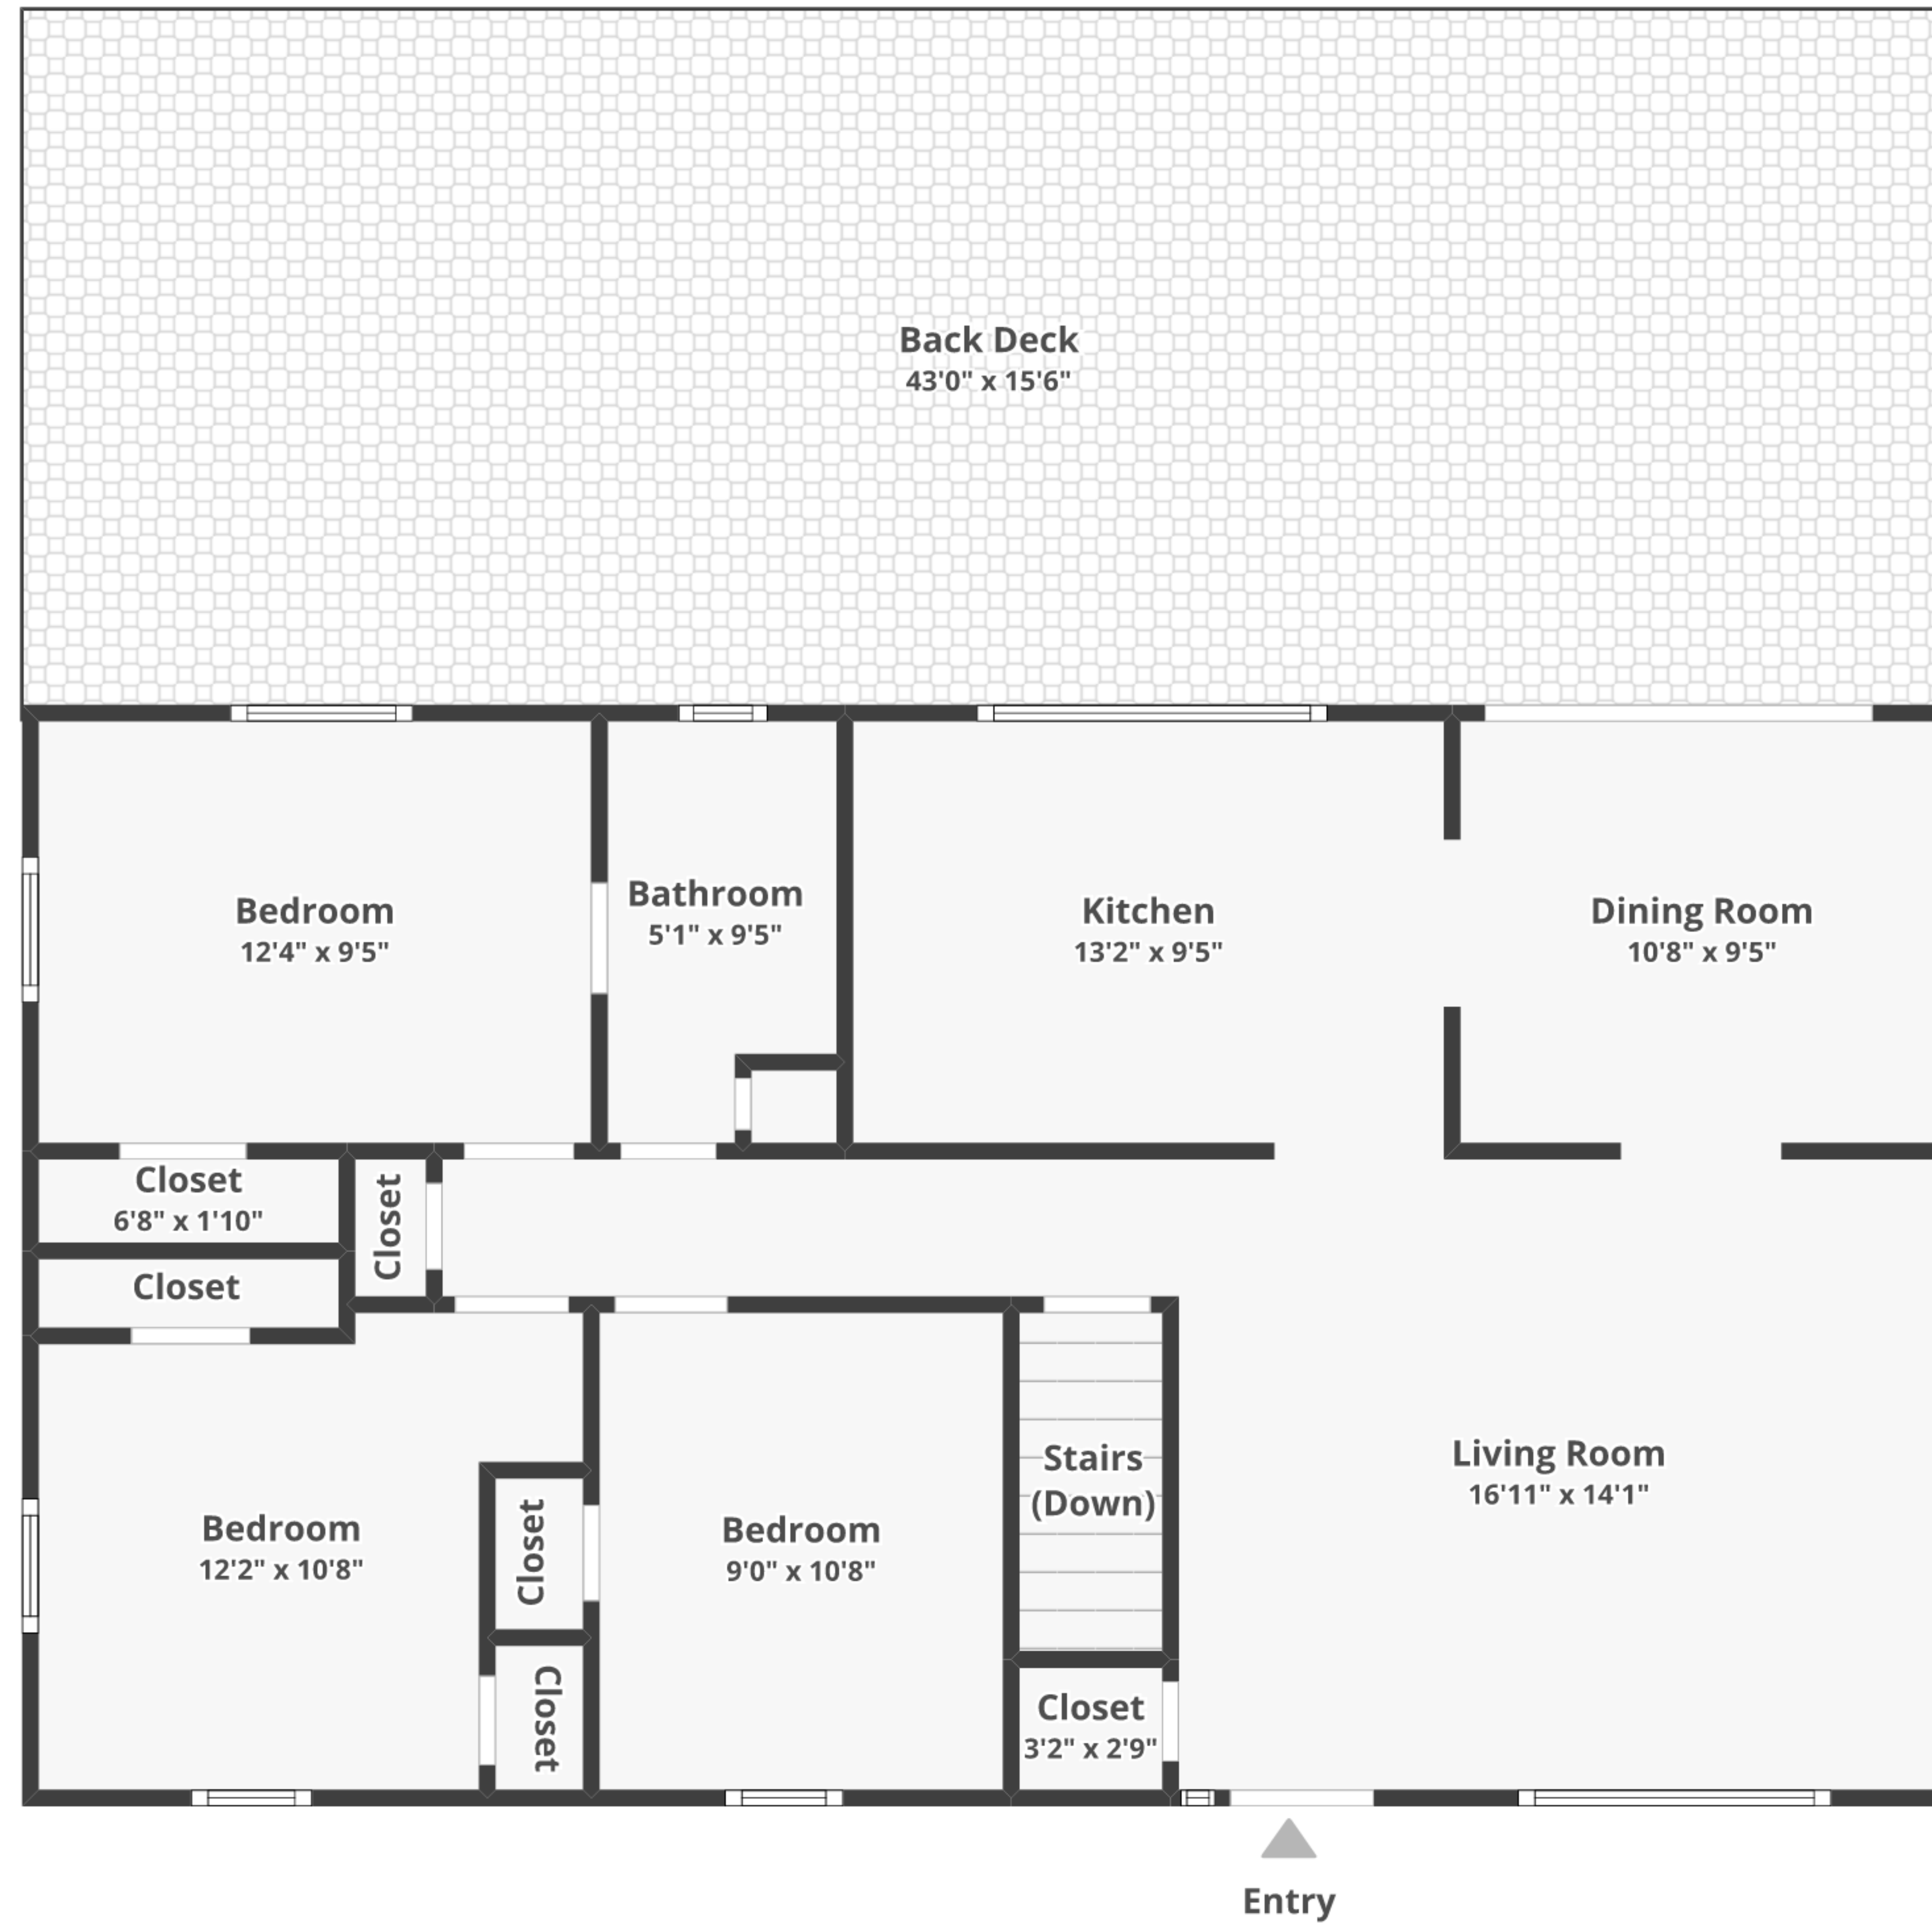 Back Deck
43'0" x 15'6"
Bedroom
12'4" x 9'5"
Bathroom
5'1" x 9'5"
Kitchen
13'2" x 9'5"
Dining Room
10'8" x 9'5"
Closet
6'8" x 1'10"
Closet
Closet
Bedroom
12'2" x 10'8"
Closet
Closet
Bedroom
9'0" x 10'8"
Stairs
(Down)
Closet
3'2" x 2'9"
Living Room
16'11" x 14'1"
Entry